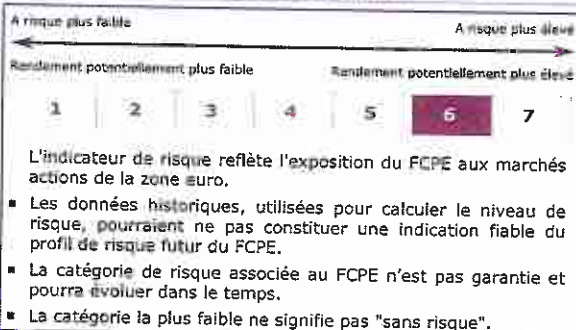 A risque plus faible A risque plus élevé
Rendement potentiellement plus faible Rendement potentiellement plus élevé
1 2 3 4 5 6 7
L'indicateur de risque reflète l'exposition du FCPE aux marchés
actions de la zone euro.
▪ Les données historiques, utilisées pour calculer le niveau de
risque, pourraient ne pas constituer une indication fiable du
profil de risque futur du FCPE.
▪ La catégorie de risque associée au FCPE n'est pas garantie et
pourra évoluer dans le temps.
▪ La catégorie la plus faible ne signifie pas "sans risque".